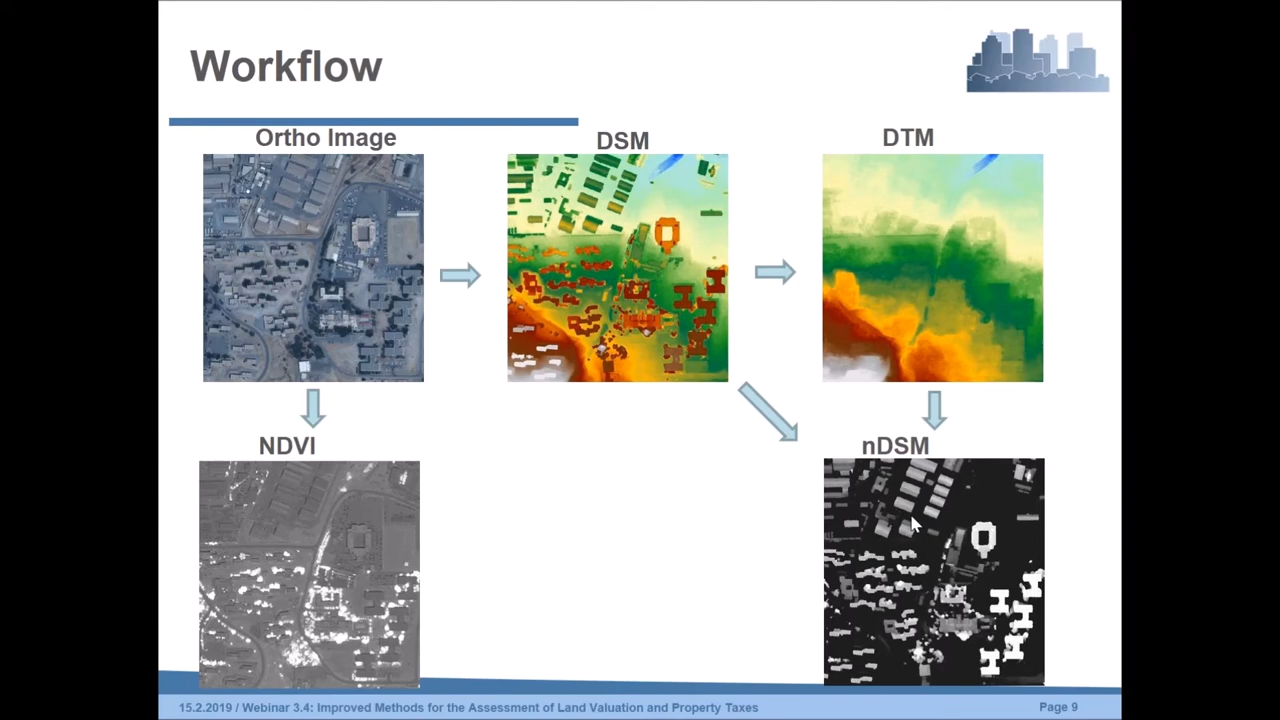 Workflow
Ortho Image
DSM
DTM
NDVI
nDSM
15.2.2019 / Webinar 3.4: Improved Methods for the Assessment of Land Valuation and Property Taxes
Page 9